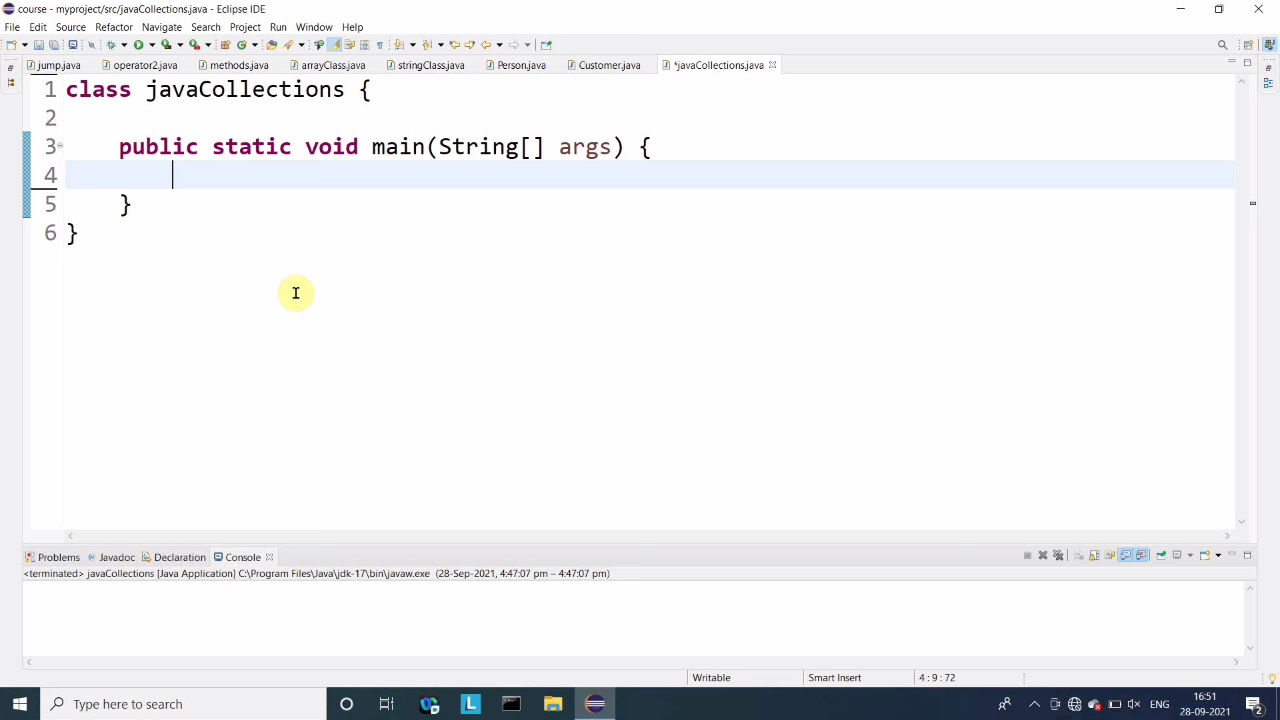 course - myproject/src/javaCollections.java - Eclipse IDE
File Edit Source Refactor Navigate Search Project Run Window Help
jump.java operator2.java methods.java arrayClass.java stringClass.java Person.java Customer.java *javaCollections.java
1 class javaCollections {
2
3 public static void main(String[] args) {
4
5 }
6 }
Problems Javadoc Declaration Console
<terminated> javaCollections [Java Application] C:\Program Files\Java\jdk-17\bin\javaw.exe (28-Sep-2021, 4:47:07 pm – 4:47:07 pm)
Writable Smart Insert 4 : 9 : 72
Type here to search
L
ENG
16:51
28-09-2021
2